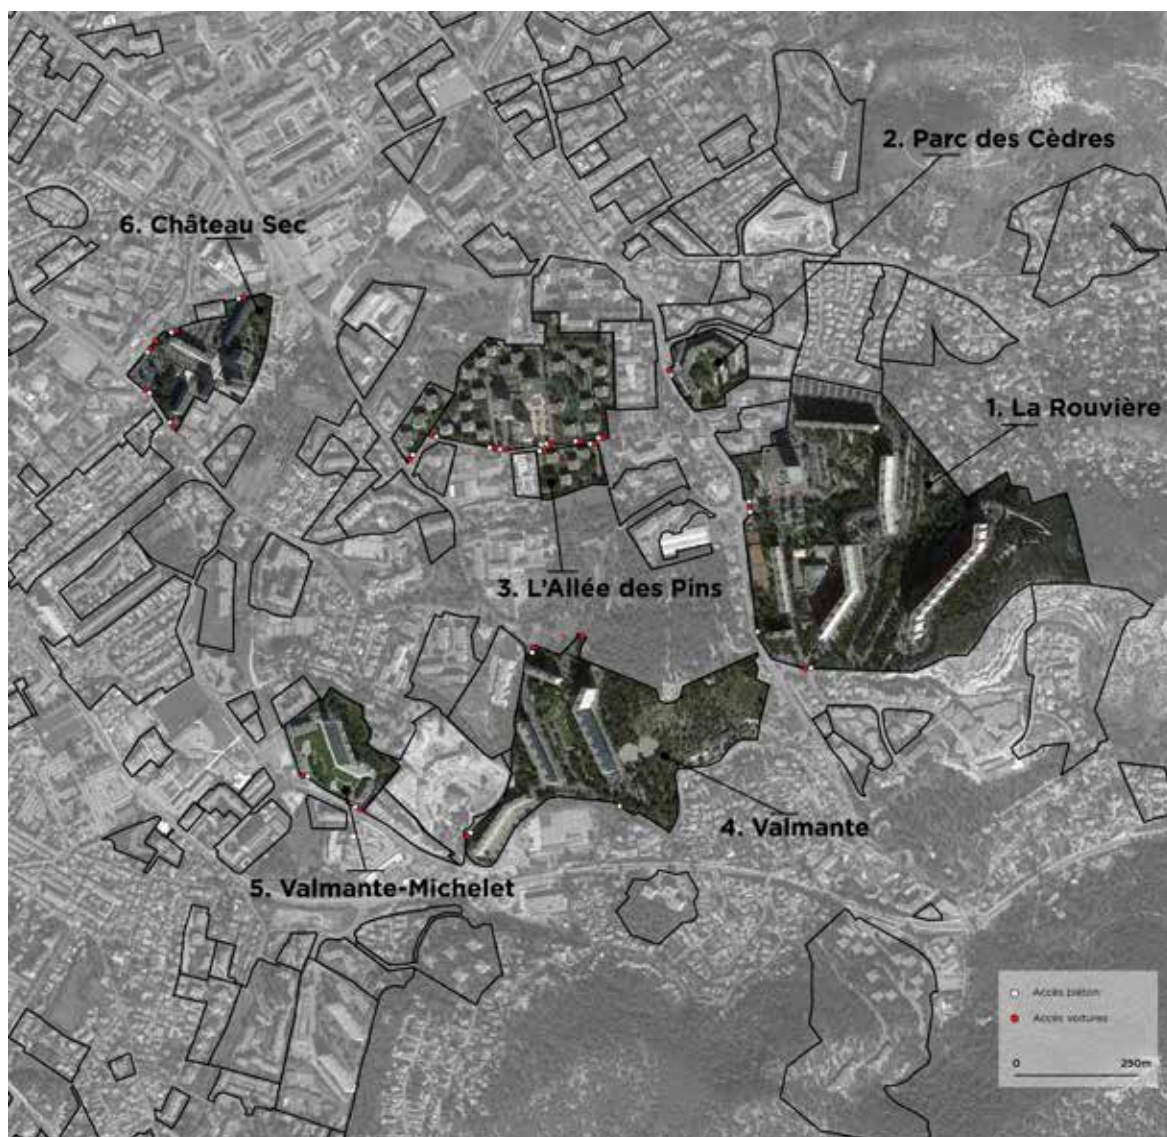 2. Parc des Cèdres
6. Château Sec
1. La Rouvière
3. L'Allée des Pins
4. Valmante
5. Valmante-Michelet
Accès piéton
Accès voitures
0 250m